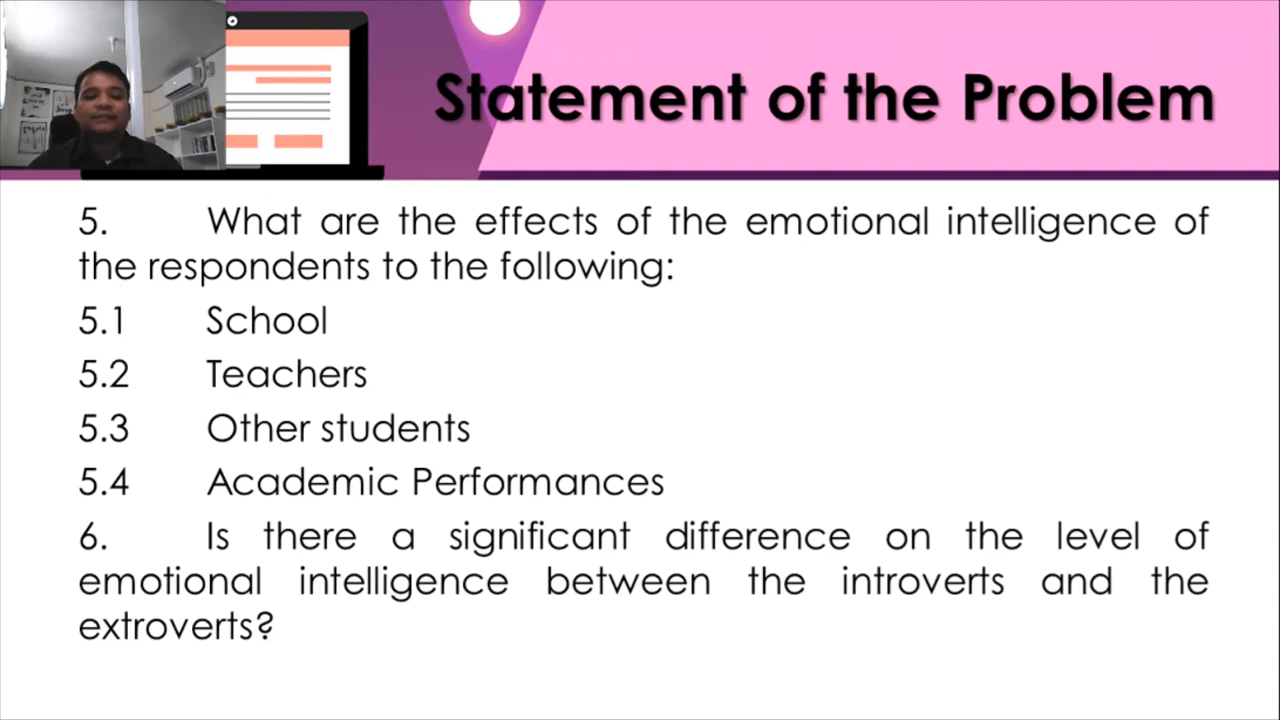 Statement of the Problem
5. What are the effects of the emotional intelligence of
the respondents to the following:
5.1 School
5.2 Teachers
5.3 Other students
5.4 Academic Performances
6. Is there a significant difference on the level of
emotional intelligence between the introverts and the
extroverts?